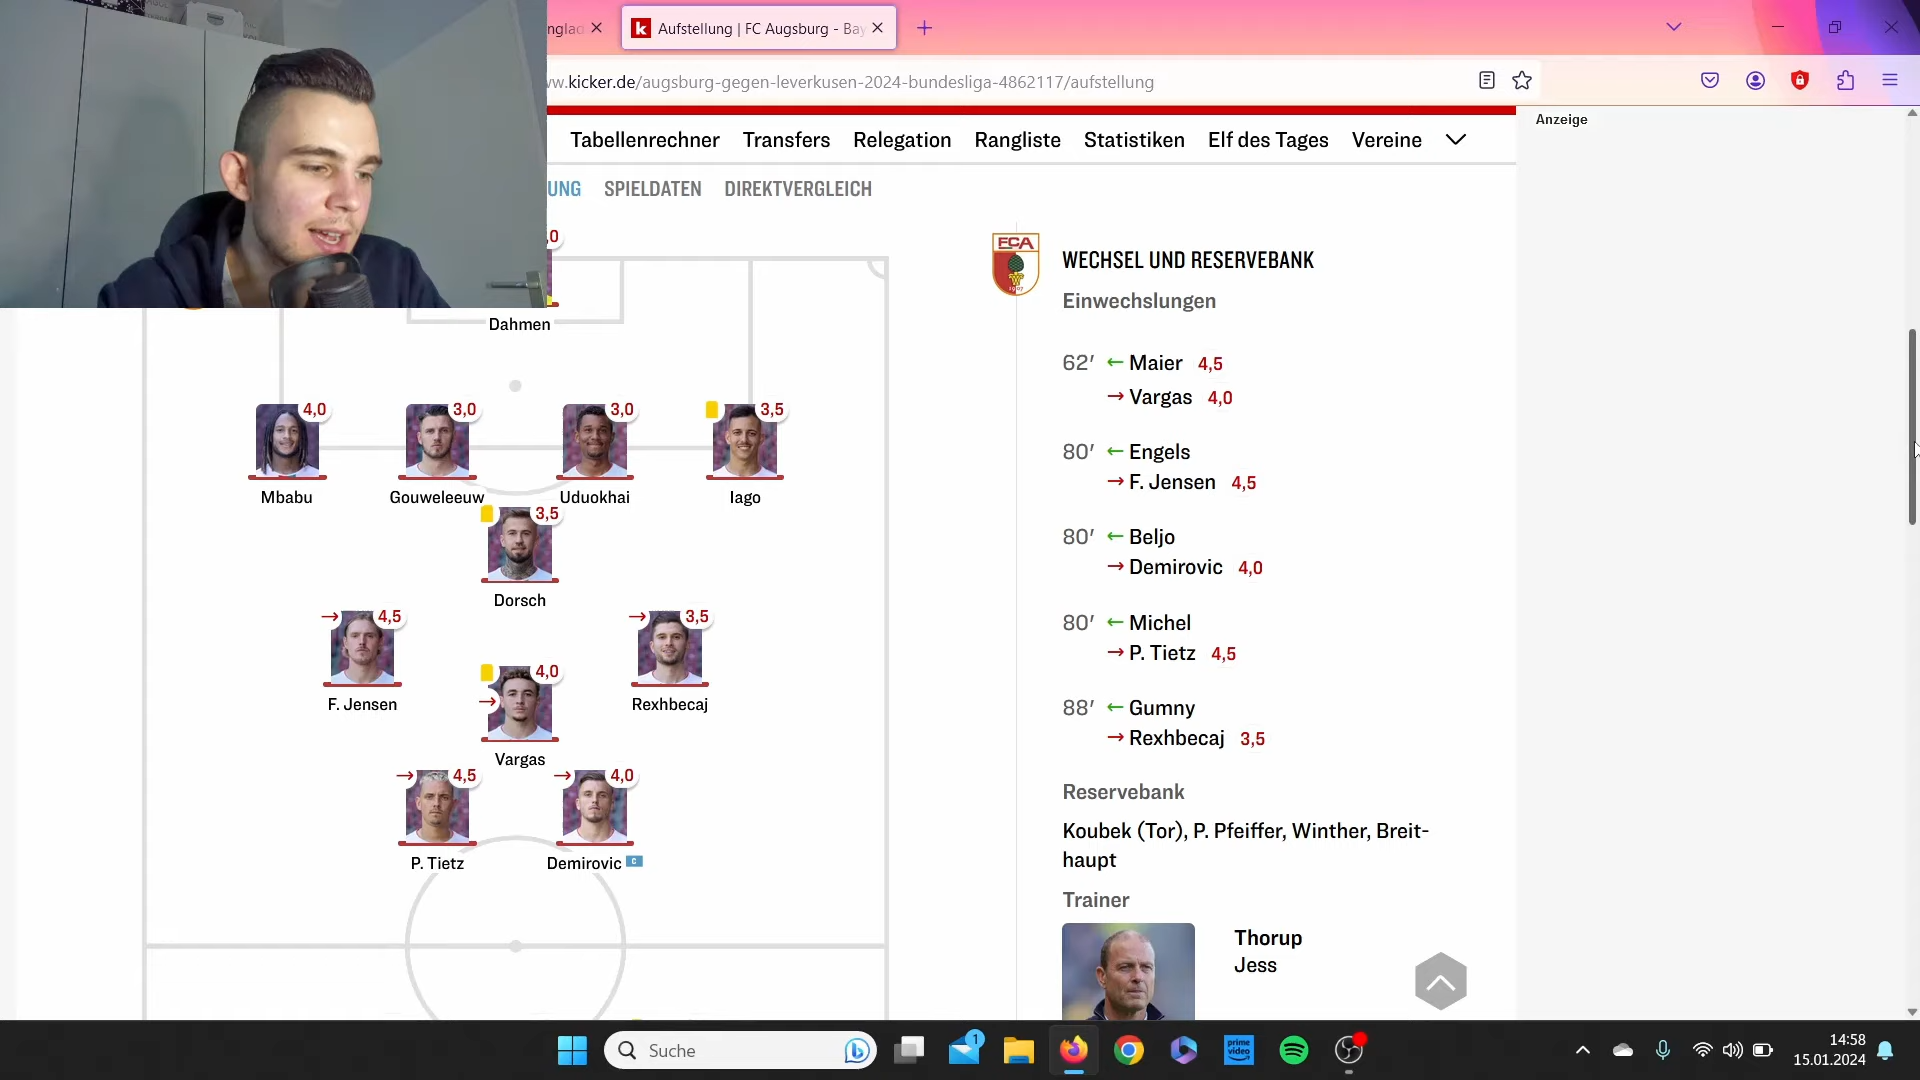 nglad
Aufstellung | FC Augsburg - Bay
w.kicker.de/augsburg-gegen-leverkusen-2024-bundesliga-4862117/aufstellung
Anzeige
Tabellenrechner Transfers Relegation Rangliste Statistiken Elf des Tages Vereine
UNG SPIELDATEN DIREKTVERGLEICH
,0
Dahmen
4,0 3,0 3,0 3,5
Mbabu Gouweleeuw Uduokhai Iago
3,5
Dorsch
4,5 3,5
F. Jensen Rexhbecaj
4,0
Vargas
4,5 4,0
P. Tietz Demirovic C
FCA
1907
WECHSEL UND RESERVEBANK
Einwechslungen
62' ← Maier 4,5
→ Vargas 4,0
80' ← Engels
→ F. Jensen 4,5
80' ← Beljo
→ Demirovic 4,0
80' ← Michel
→ P. Tietz 4,5
88' ← Gumny
→ Rexhbecaj 3,5
Reservebank
Koubek (Tor), P. Pfeiffer, Winther, Breit-
haupt
Trainer
Thorup
Jess
Suche
1
prime video
14:58
15.01.2024